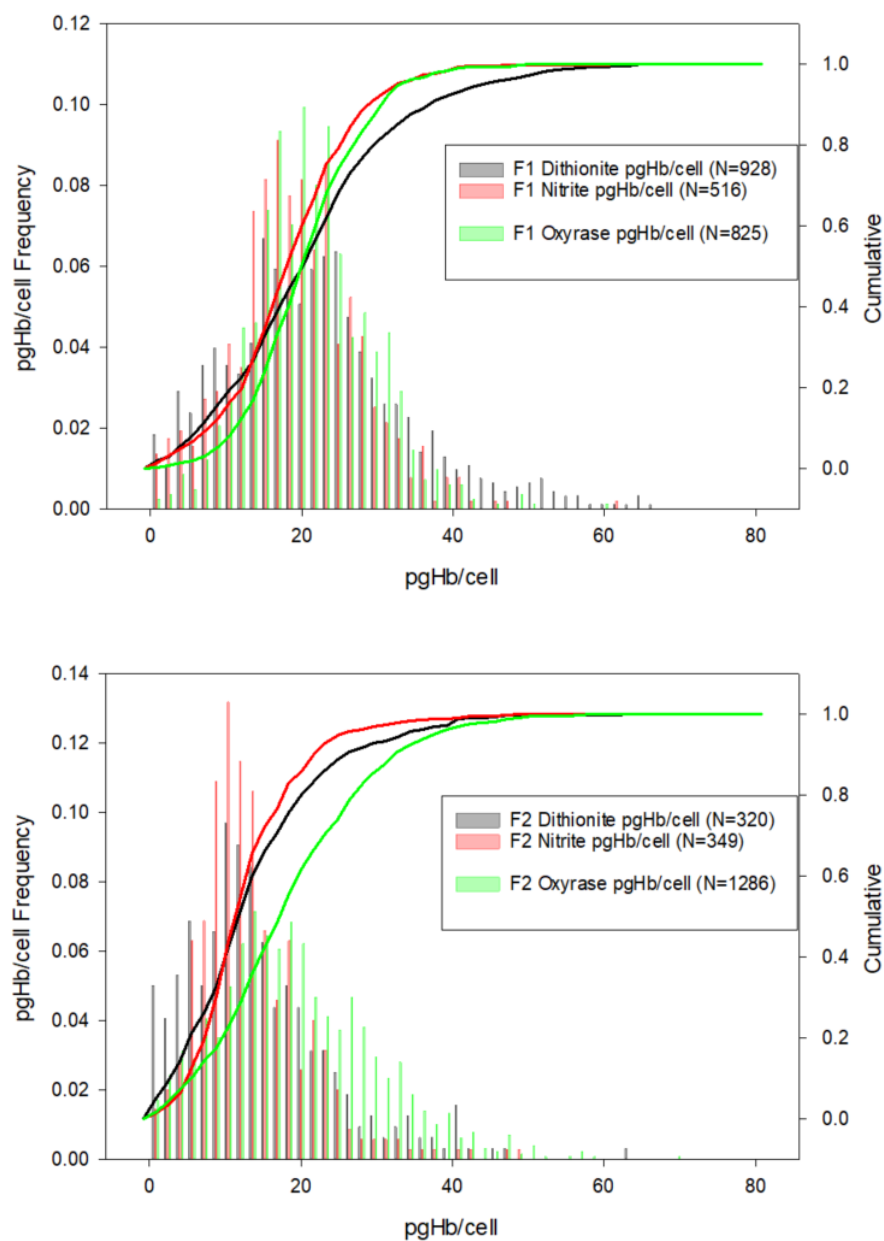 0.12
0.10
0.08
0.06
0.04
0.02
0.00
pgHb/cell Frequency
1.0
0.8
0.6
0.4
0.2
0.0
Cumulative
F1 Dithionite pgHb/cell (N=928)
F1 Nitrite pgHb/cell (N=516)
F1 Oxyrase pgHb/cell (N=825)
0 20 40 60 80
pgHb/cell
0.14
0.12
0.10
0.08
0.06
0.04
0.02
0.00
pgHb/cell Frequency
1.0
0.8
0.6
0.4
0.2
0.0
Cumulative
F2 Dithionite pgHb/cell (N=320)
F2 Nitrite pgHb/cell (N=349)
F2 Oxyrase pgHb/cell (N=1286)
0 20 40 60 80
pgHb/cell